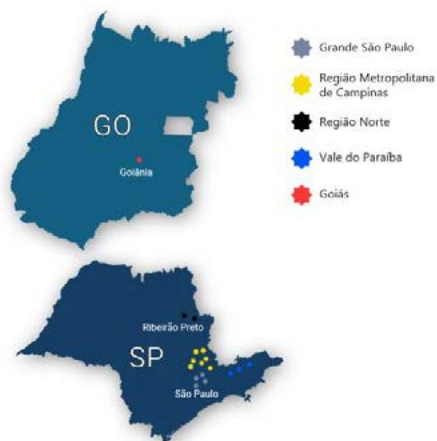 GO
Goiânia
Grande São Paulo
Região Metropolitana
de Campinas
Região Norte
Vale do Paraíba
Goiás
Ribeirão Preto
SP
São Paulo